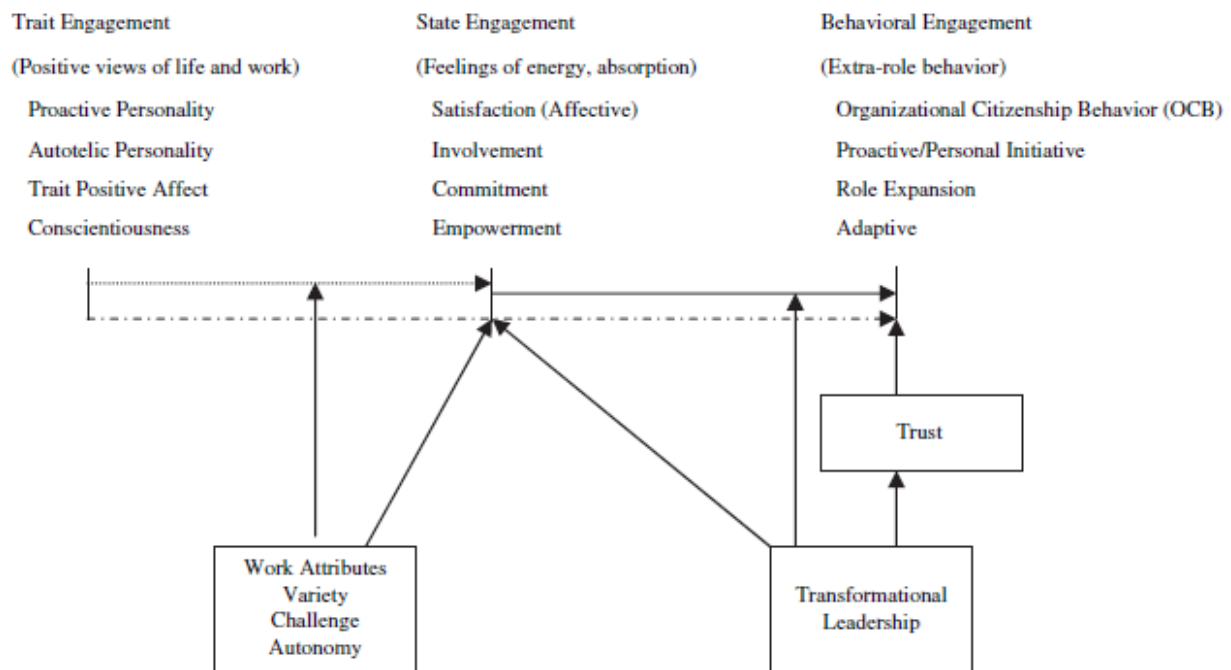 Trait Engagement
(Positive views of life and work)
Proactive Personality
Autotelic Personality
Trait Positive Affect
Conscientiousness
State Engagement
(Feelings of energy, absorption)
Satisfaction (Affective)
Involvement
Commitment
Empowerment
Behavioral Engagement
(Extra-role behavior)
Organizational Citizenship Behavior (OCB)
Proactive/Personal Initiative
Role Expansion
Adaptive
Trust
Work Attributes
Variety
Challenge
Autonomy
Transformational
Leadership